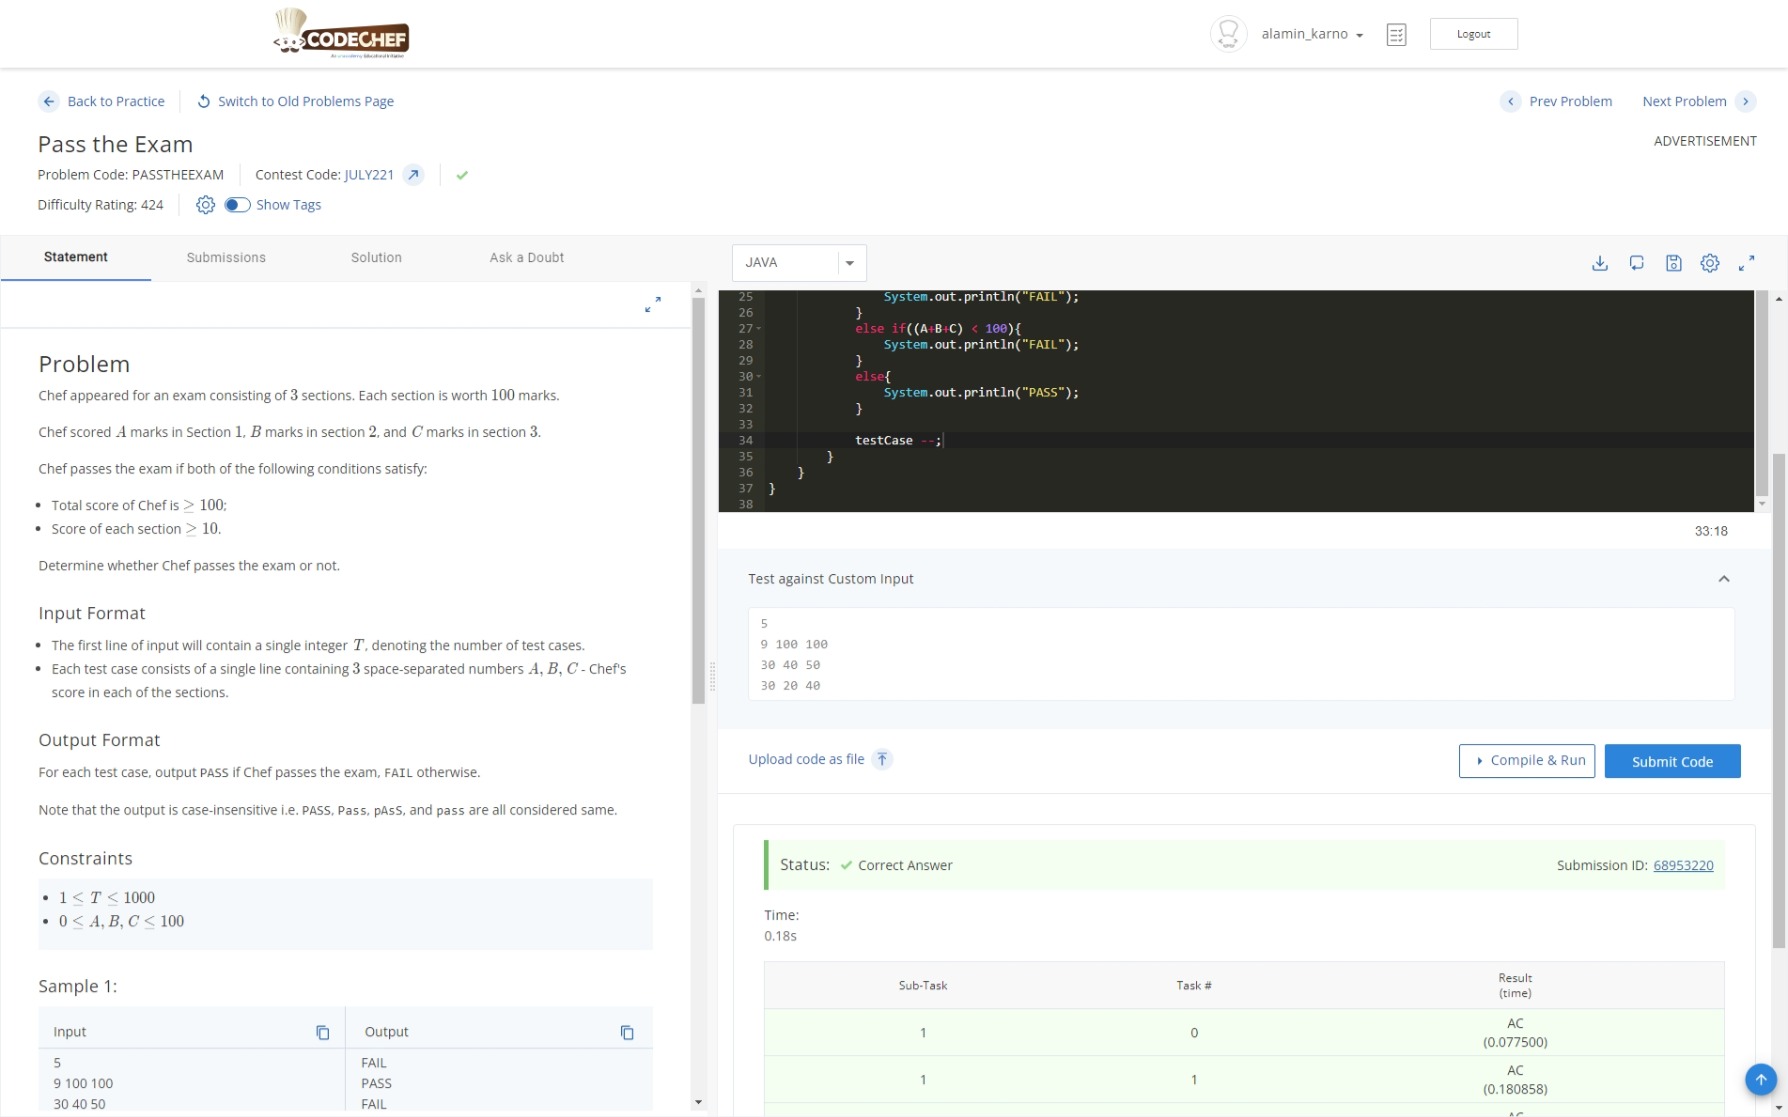 CODECHEF
alamin_karno
Logout
Back to Practice
Switch to Old Problems Page
Prev Problem
Next Problem
Pass the Exam
ADVERTISEMENT
Problem Code: PASSTHEEXAM
Contest Code: JULY221
Difficulty Rating: 424
Show Tags
Statement
Submissions
Solution
Ask a Doubt
Problem
Chef appeared for an exam consisting of 3 sections. Each section is worth 100 marks.
Chef scored A marks in Section 1, B marks in section 2, and C marks in section 3.
Chef passes the exam if both of the following conditions satisfy:
• Total score of Chef is ≥ 100;
• Score of each section ≥ 10.
Determine whether Chef passes the exam or not.
Input Format
• The first line of input will contain a single integer T, denoting the number of test cases.
• Each test case consists of a single line containing 3 space-separated numbers A, B, C - Chef's
score in each of the sections.
Output Format
For each test case, output PASS if Chef passes the exam, FAIL otherwise.
Note that the output is case-insensitive i.e. PASS, Pass, pAsS, and pass are all considered same.
Constraints
• 1 ≤ T ≤ 1000
• 0 ≤ A, B, C ≤ 100
Sample 1:
Input
Output
5
9 100 100
30 40 50
FAIL
PASS
FAIL
JAVA
25 System.out.println("FAIL");
26 }
27 else if((A+B+C) < 100){
28 System.out.println("FAIL");
29 }
30 else{
31 System.out.println("PASS");
32 }
33
34 testCase --;
35 }
36 }
37 }
38
33:18
Test against Custom Input
5
9 100 100
30 40 50
30 20 40
Upload code as file
Compile & Run
Submit Code
Status: Correct Answer
Submission ID: 68953220
Time:
0.18s
Sub-Task
Task #
Result
(time)
1
0
AC
(0.077500)
1
1
AC
(0.180858)